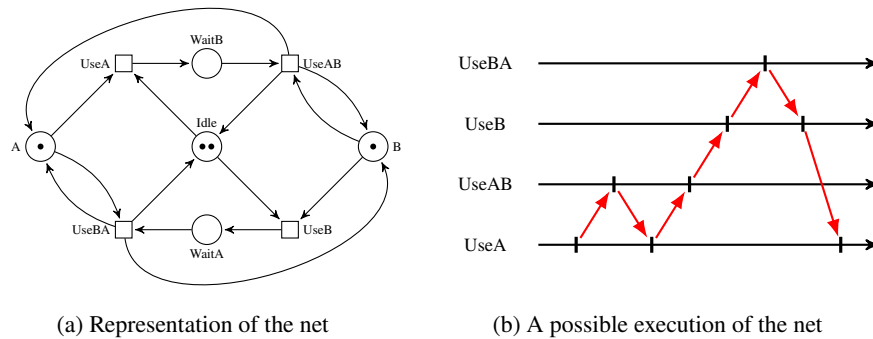 WaitB
UseA
UseAB
Idle
A
B
UseBA
UseB
WaitA
(a) Representation of the net
UseBA
UseB
UseAB
UseA
(b) A possible execution of the net